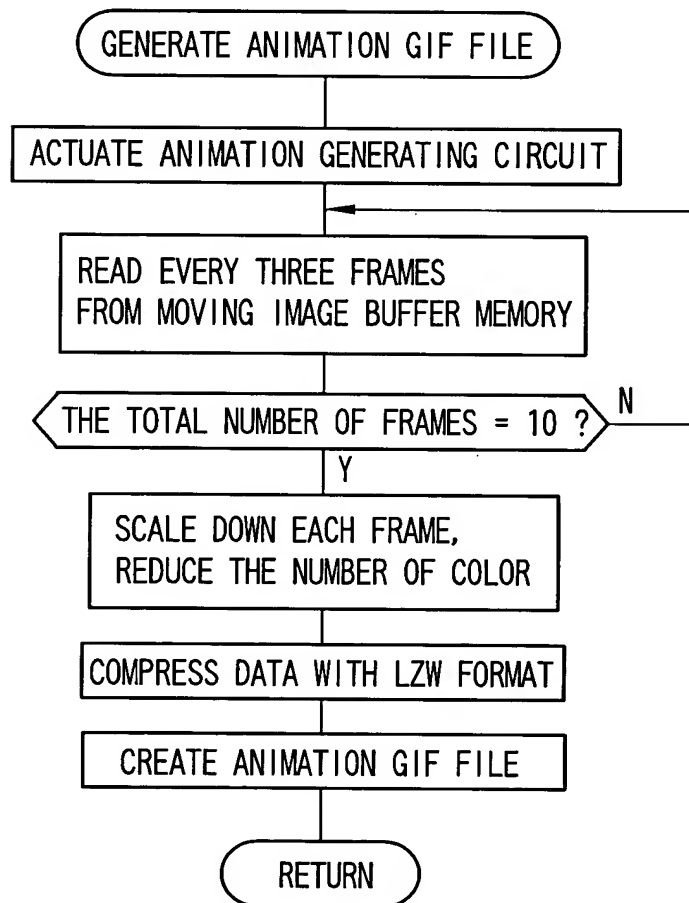 GENERATE ANIMATION GIF FILE
ACTUATE ANIMATION GENERATING CIRCUIT
READ EVERY THREE FRAMES
FROM MOVING IMAGE BUFFER MEMORY
THE TOTAL NUMBER OF FRAMES = 10 ?
N
Y
SCALE DOWN EACH FRAME,
REDUCE THE NUMBER OF COLOR
COMPRESS DATA WITH LZW FORMAT
CREATE ANIMATION GIF FILE
RETURN